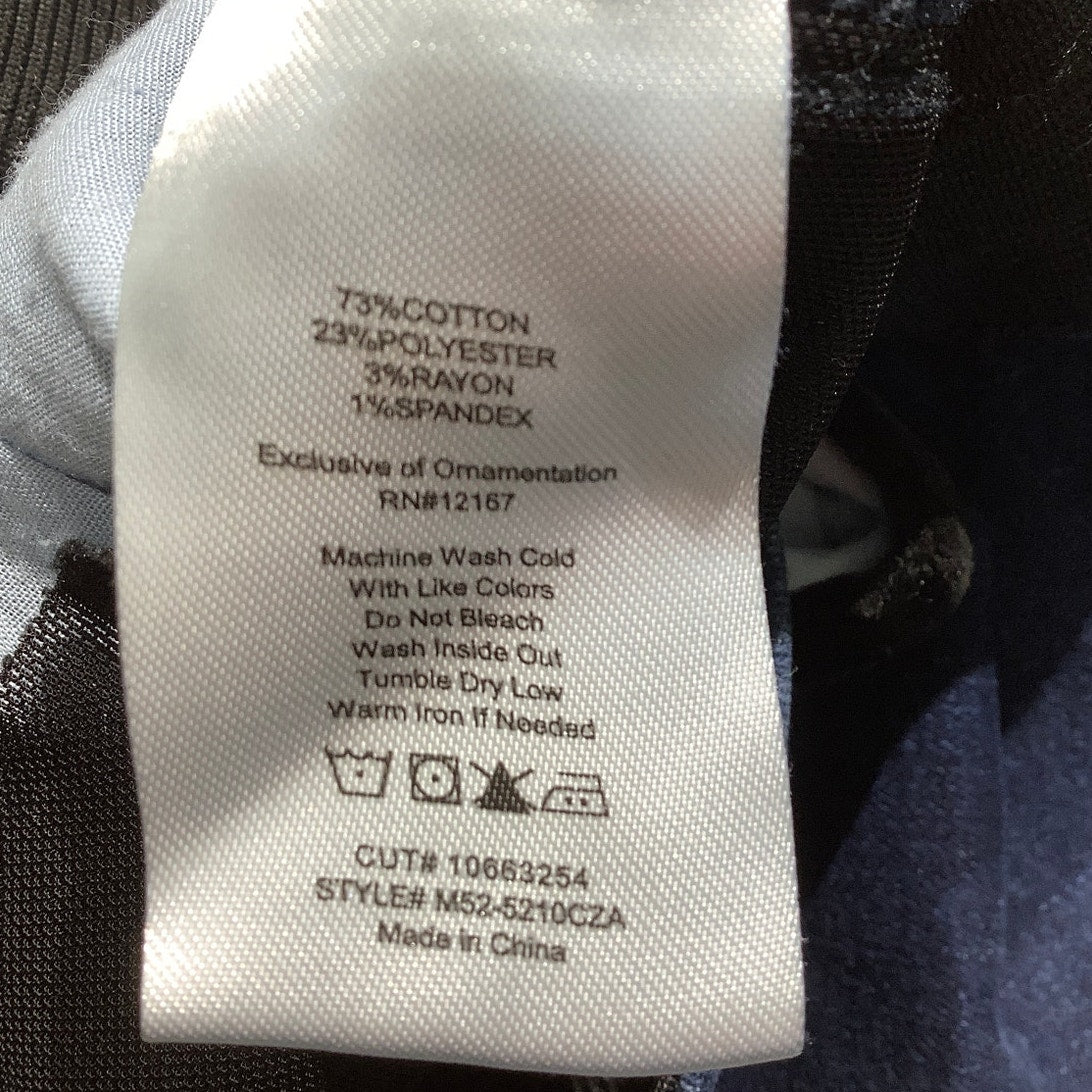 73%COTTON
23%POLYESTER
3%RAYON
1%SPANDEX
Exclusive of Ornamentation
RN#12167
Machine Wash Cold
With Like Colors
Do Not Bleach
Wash Inside Out
Tumble Dry Low
Warm Iron If Needed
CUT# 10663254
STYLE# M52-5210CZA
Made in China